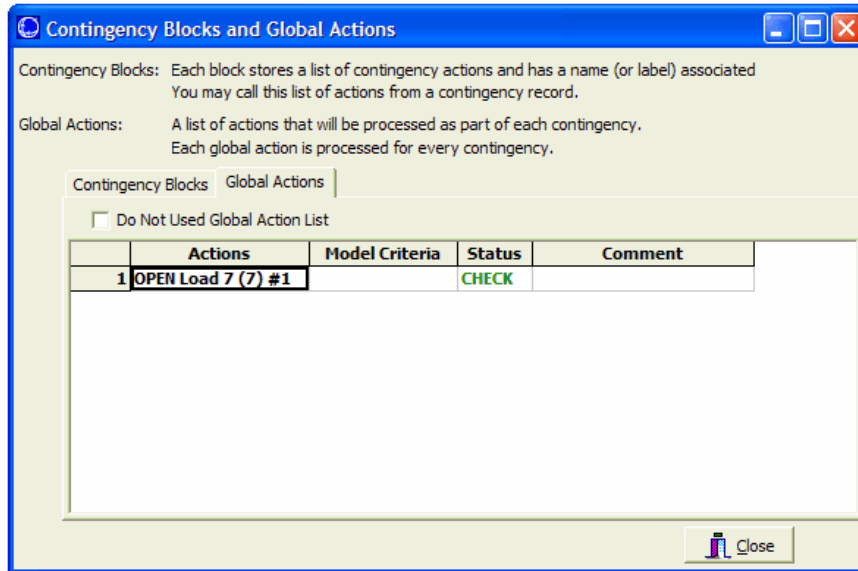 Contingency Blocks and Global Actions
Contingency Blocks: Each block stores a list of contingency actions and has a name (or label) associated
You may call this list of actions from a contingency record.
Global Actions: A list of actions that will be processed as part of each contingency.
Each global action is processed for every contingency.
Contingency Blocks Global Actions
Do Not Used Global Action List
Actions Model Criteria Status Comment
1 OPEN Load 7 (7) #1 CHECK
Close